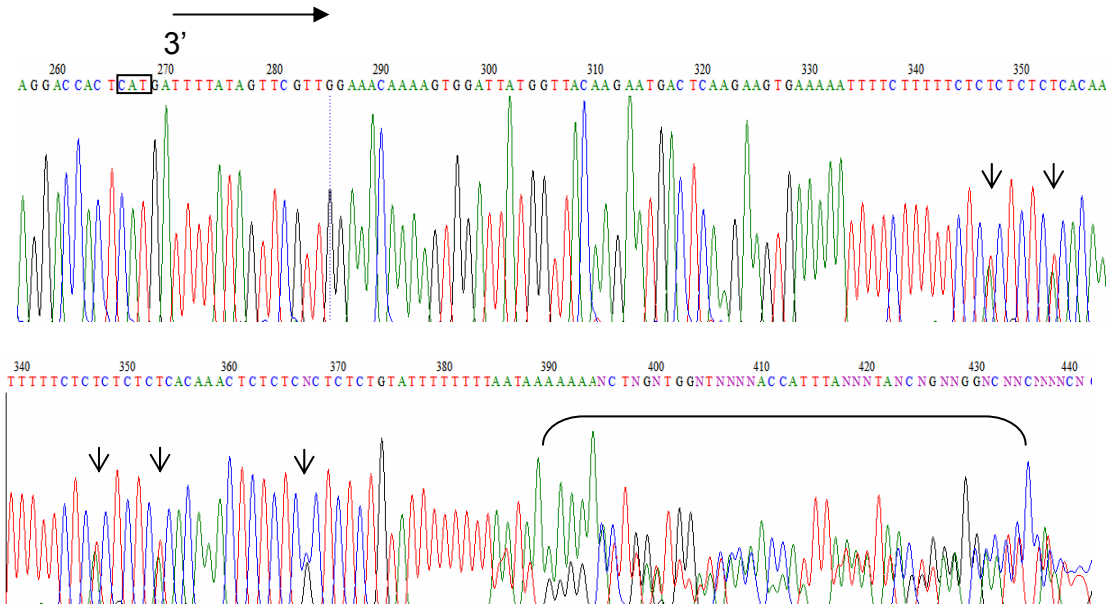 3’
260 270 280 290 300 310 320 330 340 350
AGGACCACTCATGATTTTATAGTTCGTTGGAAACAAAAGTGGATTATGGTTACAAGAATGACTCAAGAAGTGAAAAATTTTCTTTTTCTCTCTCTCTCACAA
340 350 360 370 380 390 400 410 420 430 440
TTTTTCTCTCTCTCTCACAAACTCTCTCNCTCTCTGTATTTTTTTTAATAAAAAAANCTNGNTGGNTNNNNACCATTTANNNTANCNGNNGGNCNNCNNNNCN